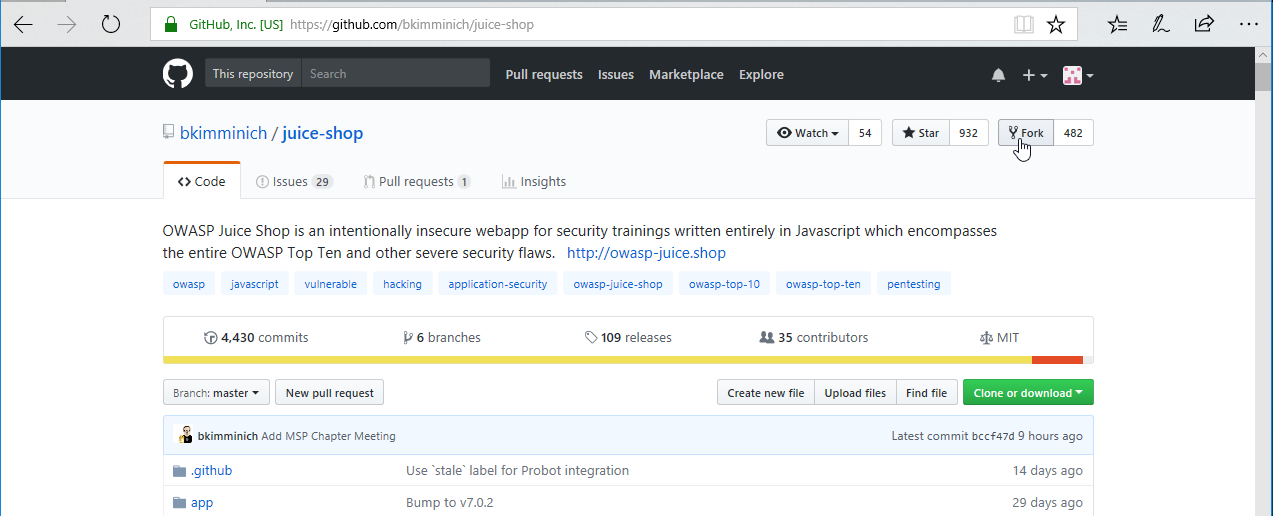 GitHub, Inc. [US] https://github.com/bkimminich/juice-shop
This repository Search Pull requests Issues Marketplace Explore
bkimminich / juice-shop Watch 54 Star 932 Fork 482
Code Issues 29 Pull requests 1 Insights
OWASP Juice Shop is an intentionally insecure webapp for security trainings written entirely in Javascript which encompasses
the entire OWASP Top Ten and other severe security flaws. http://owasp-juice.shop
owasp javascript vulnerable hacking application-security owasp-juice-shop owasp-top-10 owasp-top-ten pentesting
4,430 commits 6 branches 109 releases 35 contributors MIT
Branch: master New pull request Create new file Upload files Find file Clone or download
bkimminich Add MSP Chapter Meeting Latest commit bccf47d 9 hours ago
.github Use `stale` label for Probot integration 14 days ago
app Bump to v7.0.2 29 days ago